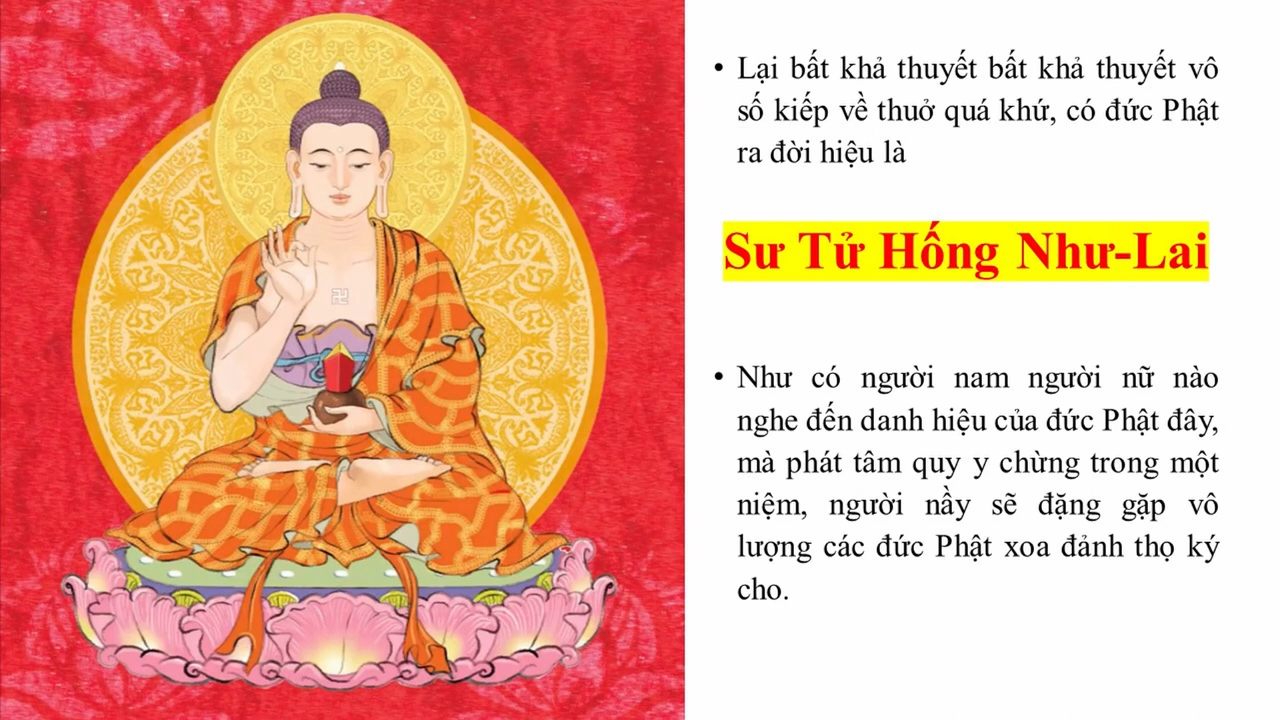 • Lại bất khả thuyết bất khả thuyết vô
số kiếp về thuở quá khứ, có đức Phật
ra đời hiệu là
Sư Tử Hống Như-Lai
• Như có người nam người nữ nào
nghe đến danh hiệu của đức Phật đây,
mà phát tâm quy y chừng trong một
niệm, người nầy sẽ đặng gặp vô
lượng các đức Phật xoa đảnh thọ ký
cho.
卍